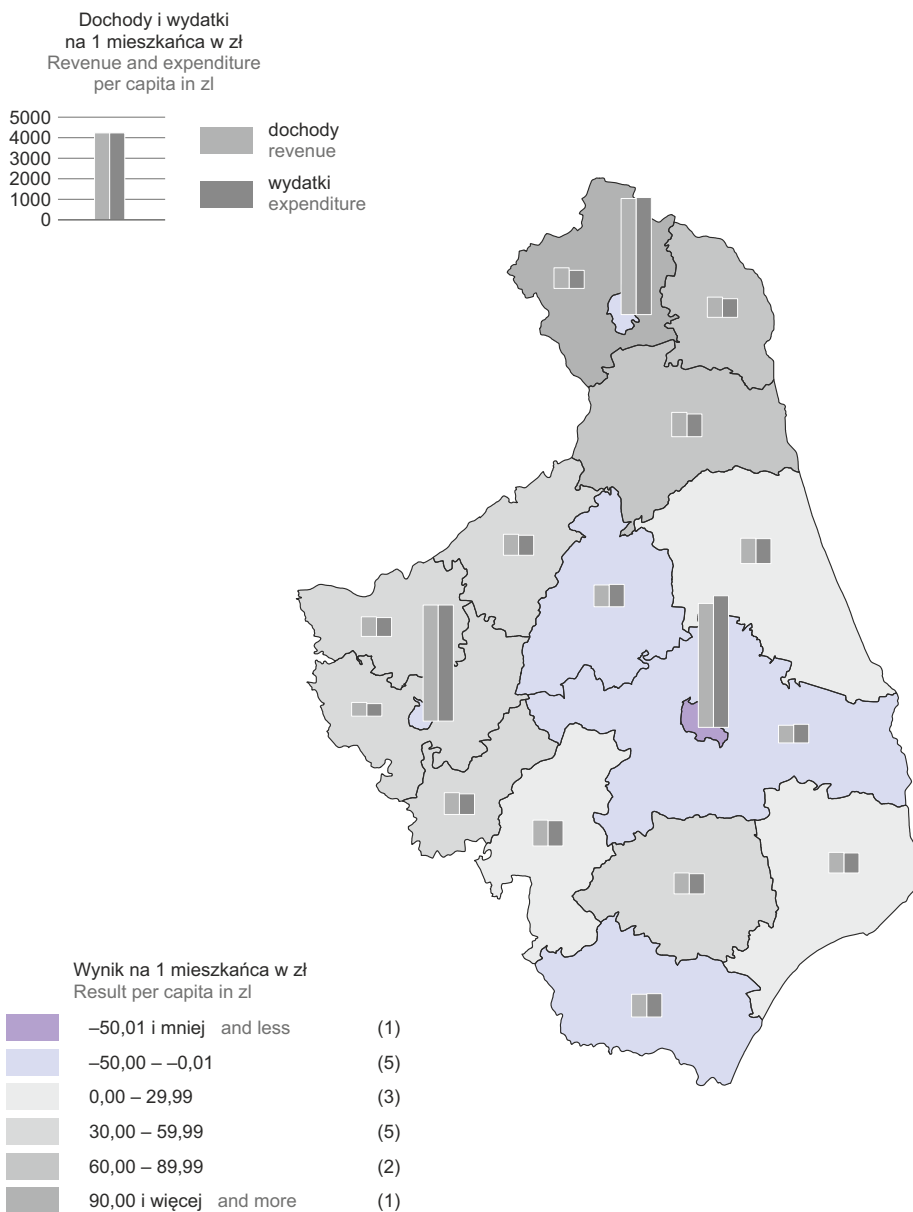 Dochody i wydatki
na 1 mieszkańca w zł
Revenue and expenditure
per capita in zl
5000
4000
3000
2000
1000
0
dochody
revenue
wydatki
expenditure
Wynik na 1 mieszkańca w zł
Result per capita in zl
–50,01 i mniej and less (1)
–50,00 – –0,01 (5)
0,00 – 29,99 (3)
30,00 – 59,99 (5)
60,00 – 89,99 (2)
90,00 i więcej and more (1)